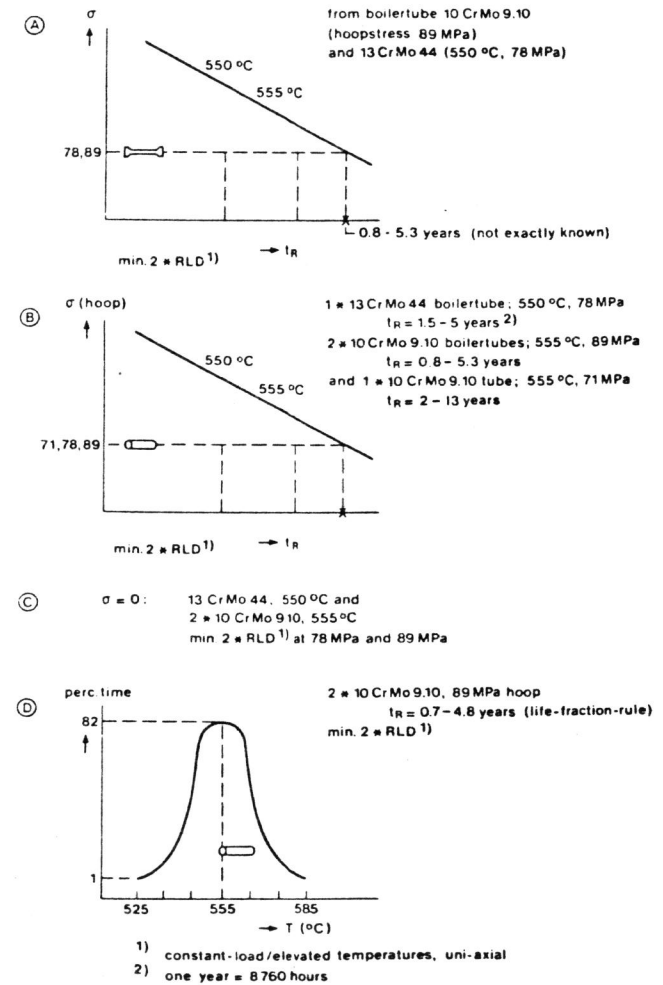 A
σ
from boilertube 10 CrMo 9.10
(hoopstress 89 MPa)
and 13 CrMo 44 (550 °C, 78 MPa)
550 °C
555 °C
78,89
0.8 - 5.3 years (not exactly known)
min. 2 * RLD 1)
→ tR
B
σ (hoop)
1 * 13 CrMo 44 boilertube; 550 °C, 78 MPa
tR = 1.5 - 5 years 2)
2 * 10 CrMo 9.10 boilertubes; 555 °C, 89 MPa
tR = 0.8 - 5.3 years
and 1 * 10 CrMo 9.10 tube; 555 °C, 71 MPa
tR = 2 - 13 years
550 °C
555 °C
71,78,89
min. 2 * RLD 1)
→ tR
C
σ = 0 : 13 CrMo 44, 550 °C and
2 * 10 CrMo 910, 555 °C
min. 2 * RLD 1) at 78 MPa and 89 MPa
D
perc. time
2 * 10 CrMo 9.10, 89 MPa hoop
tR = 0.7 - 4.8 years (life-fraction-rule)
min. 2 * RLD 1)
82
1
525 555 585
→ T (°C)
1) constant-load/elevated temperatures, uni-axial
2) one year = 8760 hours